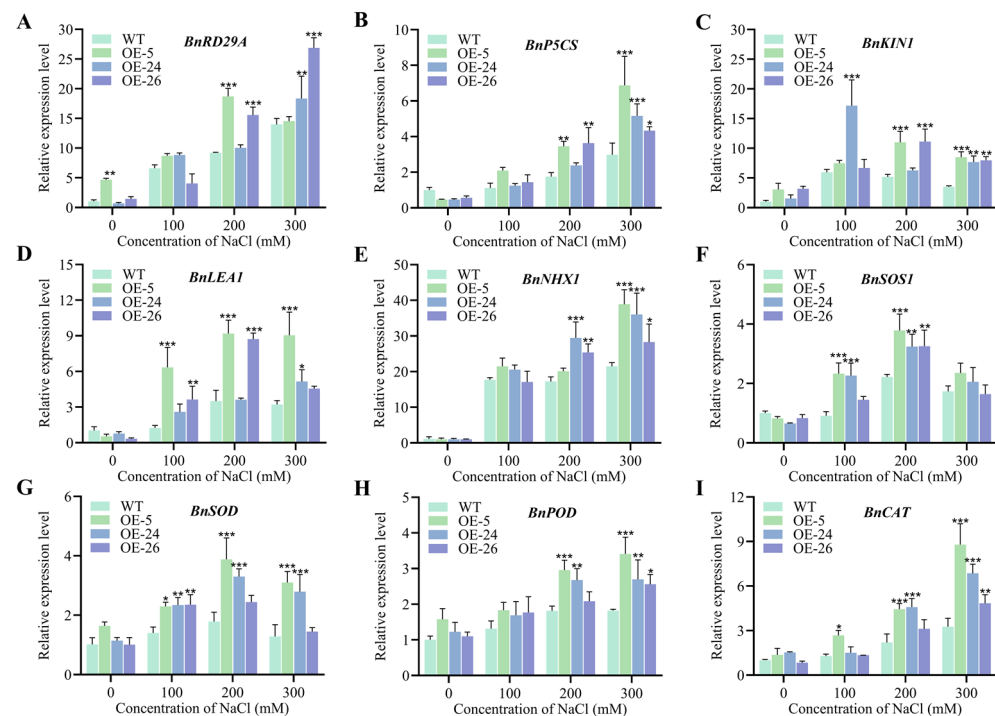 A
BnRD29A
WT
OE-5
OE-24
OE-26
Relative expression level
30
25
20
15
10
5
0
**
***
***
**
***
0 100 200 300
Concentration of NaCl (mM)
B
BnP5CS
WT
OE-5
OE-24
OE-26
Relative expression level
10
8
6
4
2
0
**
**
***
***
*
0 100 200 300
Concentration of NaCl (mM)
C
BnKIN1
WT
OE-5
OE-24
OE-26
Relative expression level
30
25
20
15
10
5
0
***
***
***
***
**
**
0 100 200 300
Concentration of NaCl (mM)
D
BnLEA1
WT
OE-5
OE-24
OE-26
Relative expression level
15
12
9
6
3
0
***
**
***
***
***
*
0 100 200 300
Concentration of NaCl (mM)
E
BnNHX1
WT
OE-5
OE-24
OE-26
Relative expression level
50
40
30
20
10
0
***
**
***
***
*
0 100 200 300
Concentration of NaCl (mM)
F
BnSOS1
WT
OE-5
OE-24
OE-26
Relative expression level
6
4
2
0
***
***
***
**
**
0 100 200 300
Concentration of NaCl (mM)
G
BnSOD
WT
OE-5
OE-24
OE-26
Relative expression level
6
4
2
0
*
**
**
***
***
***
***
0 100 200 300
Concentration of NaCl (mM)
H
BnPOD
WT
OE-5
OE-24
OE-26
Relative expression level
5
4
3
2
1
0
***
**
***
**
*
0 100 200 300
Concentration of NaCl (mM)
I
BnCAT
WT
OE-5
OE-24
OE-26
Relative expression level
12
9
6
3
0
*
***
***
***
***
**
0 100 200 300
Concentration of NaCl (mM)